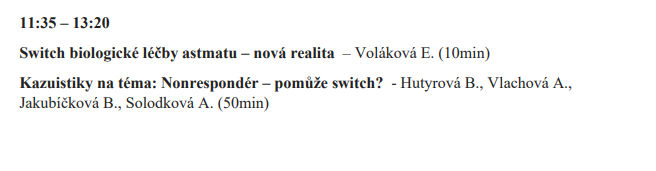 11:35 – 13:20
Switch biologické léčby astmatu – nová realita – Voláková E. (10min)
Kazuistiky na téma: Nonrespondér – pomůže switch? - Hutyrová B., Vlachová A.,
Jakubíčková B., Solodková A. (50min)